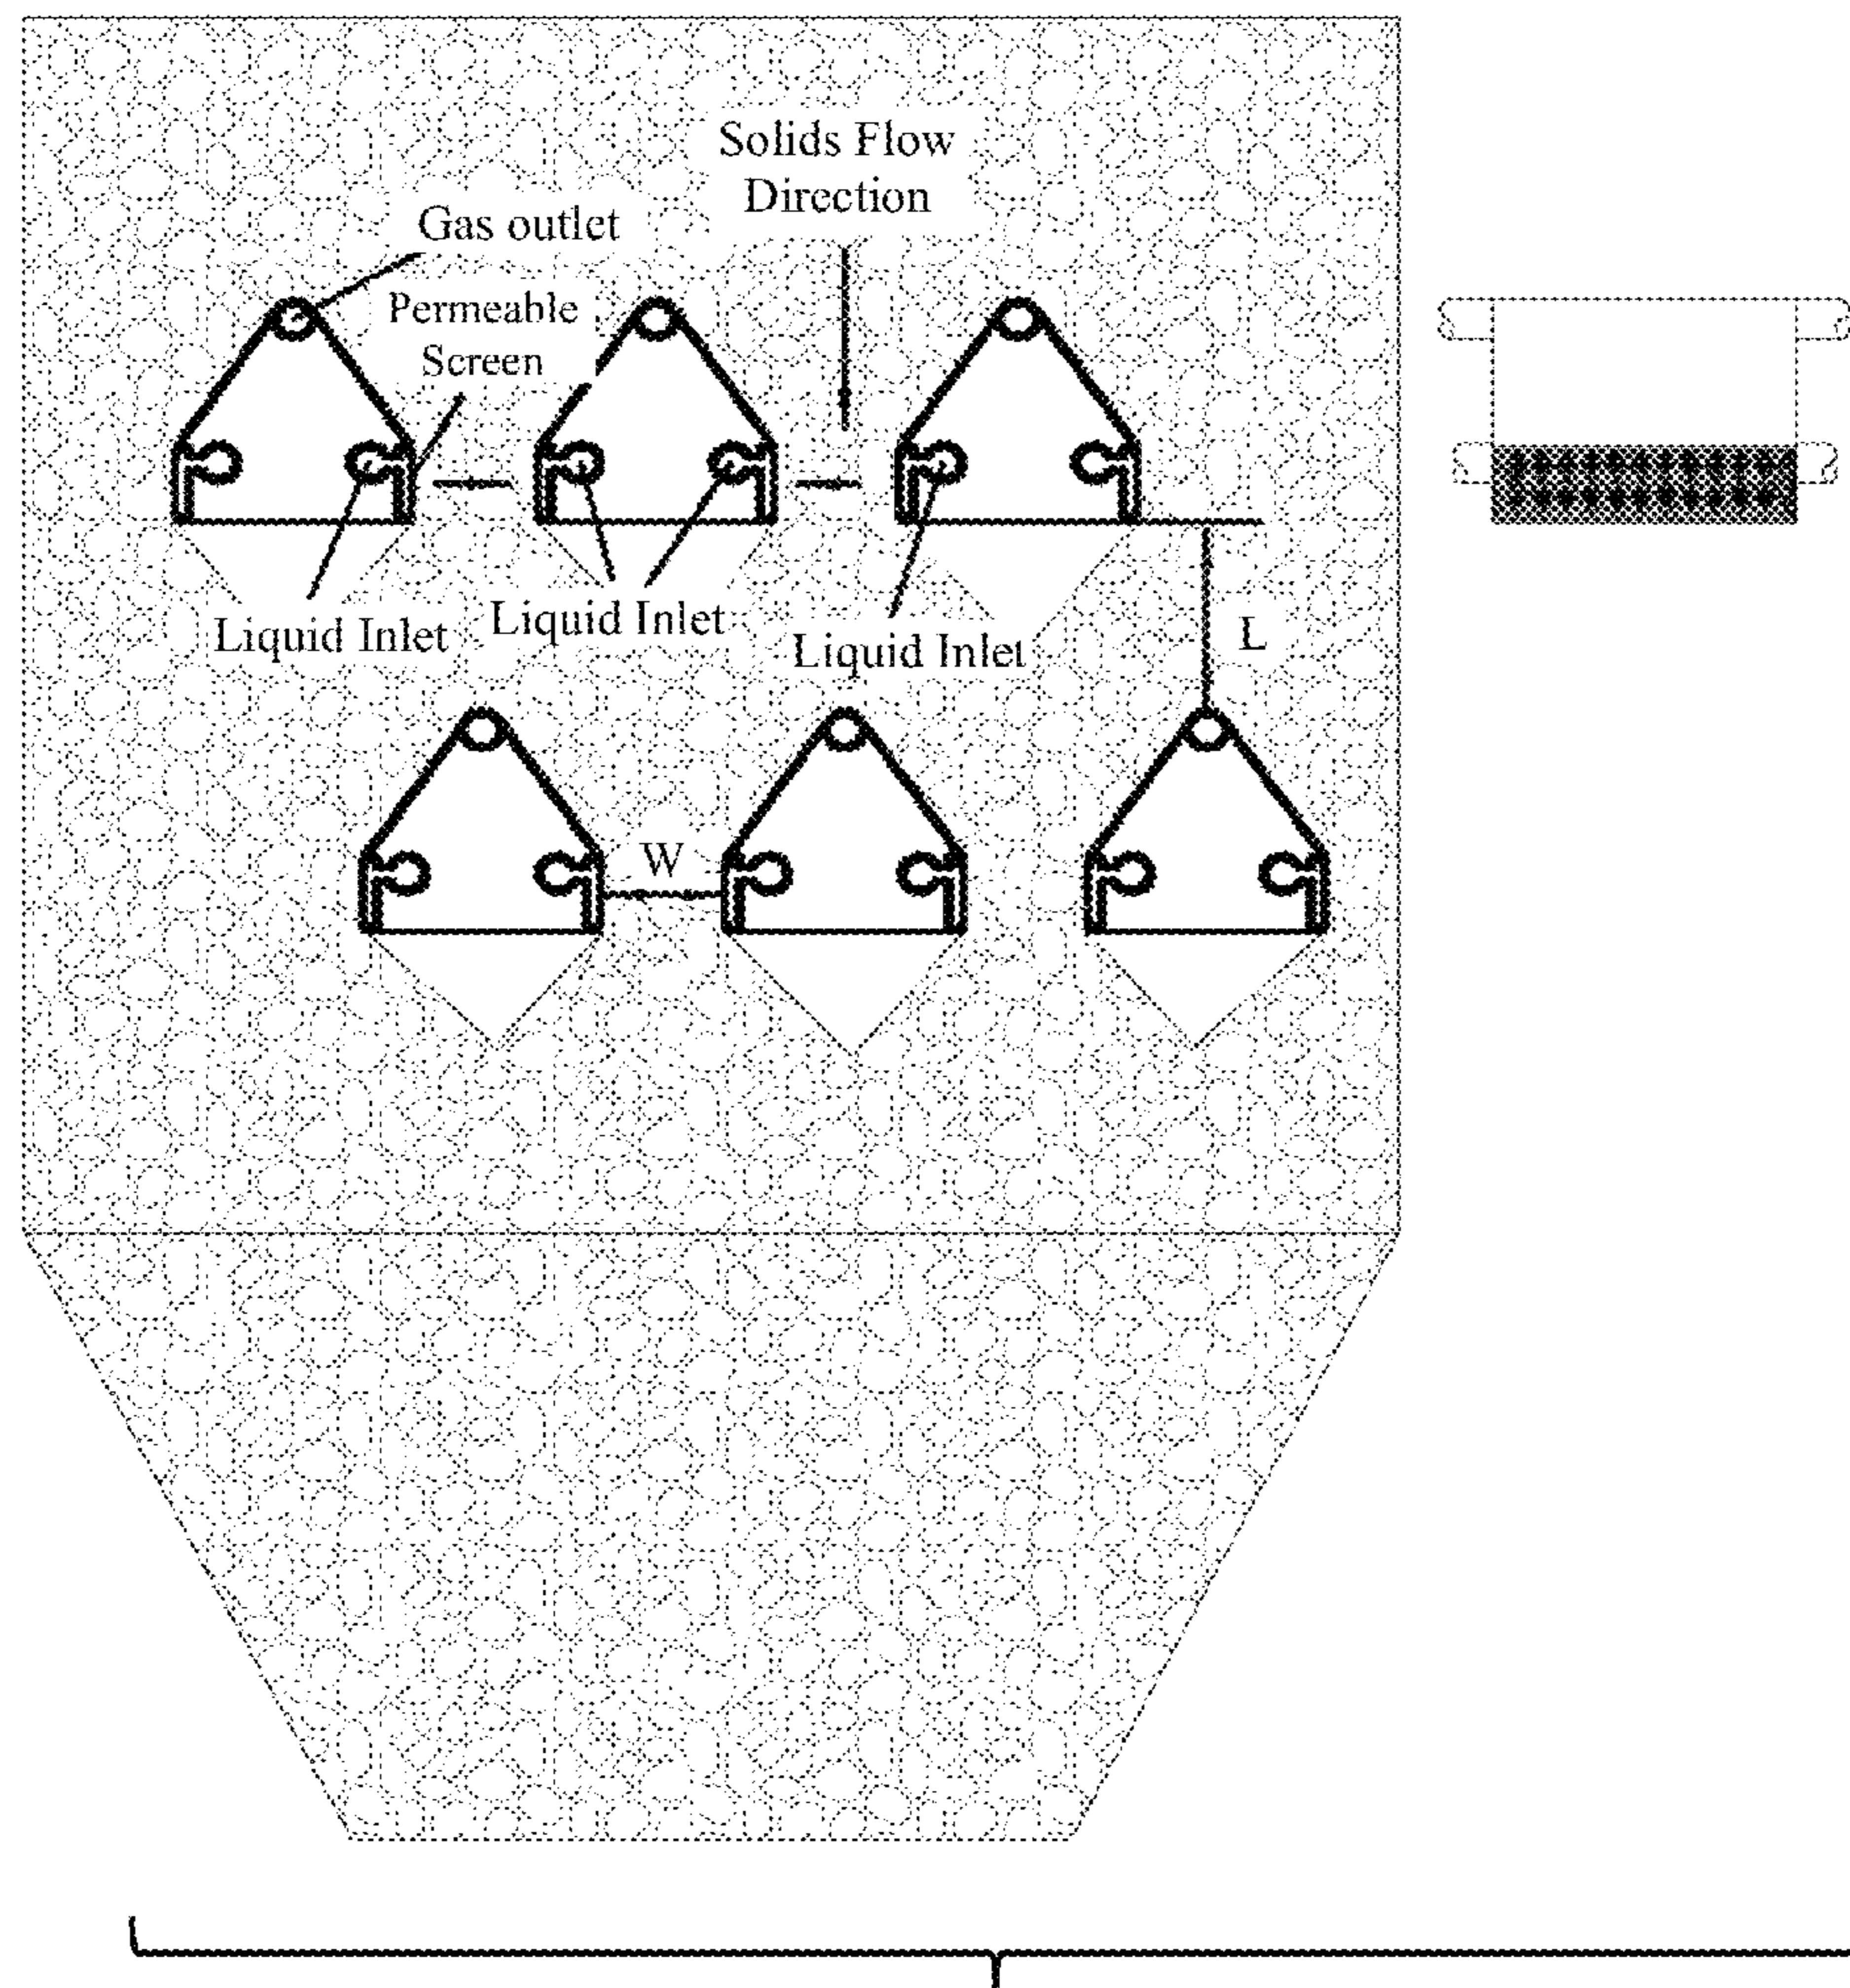 Solids Flow
Direction
Gas outlet
Permeable
Screen
Liquid Inlet
Liquid Inlet
Liquid Inlet
L
W